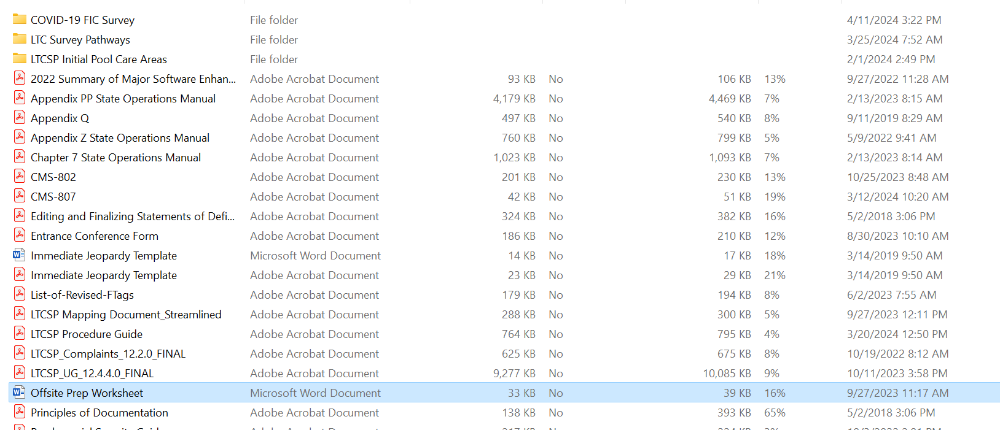 COVID-19 FIC Survey File folder 4/11/2024 3:22 PM
LTC Survey Pathways File folder 3/25/2024 7:52 AM
LTCSP Initial Pool Care Areas File folder 2/1/2024 2:49 PM
2022 Summary of Major Software Enhan... Adobe Acrobat Document 93 KB No 106 KB 13% 9/27/2022 11:28 AM
Appendix PP State Operations Manual Adobe Acrobat Document 4,179 KB No 4,469 KB 7% 2/13/2023 8:15 AM
Appendix Q Adobe Acrobat Document 497 KB No 540 KB 8% 9/11/2019 8:29 AM
Appendix Z State Operations Manual Adobe Acrobat Document 760 KB No 799 KB 5% 5/9/2022 9:41 AM
Chapter 7 State Operations Manual Adobe Acrobat Document 1,023 KB No 1,093 KB 7% 2/13/2023 8:14 AM
CMS-802 Adobe Acrobat Document 201 KB No 230 KB 13% 10/25/2023 8:48 AM
CMS-807 Adobe Acrobat Document 42 KB No 51 KB 19% 3/12/2024 10:20 AM
Editing and Finalizing Statements of Defi... Adobe Acrobat Document 324 KB No 382 KB 16% 5/2/2018 3:06 PM
Entrance Conference Form Adobe Acrobat Document 186 KB No 210 KB 12% 8/30/2023 10:10 AM
Immediate Jeopardy Template Microsoft Word Document 14 KB No 17 KB 18% 3/14/2019 9:50 AM
Immediate Jeopardy Template Adobe Acrobat Document 23 KB No 29 KB 21% 3/14/2019 9:50 AM
List-of-Revised-FTags Adobe Acrobat Document 179 KB No 194 KB 8% 6/2/2023 7:55 AM
LTCSP Mapping Document_Streamlined Adobe Acrobat Document 288 KB No 300 KB 5% 9/27/2023 12:11 PM
LTCSP Procedure Guide Adobe Acrobat Document 764 KB No 795 KB 4% 3/20/2024 12:50 PM
LTCSP_Complaints_12.2.0_FINAL Adobe Acrobat Document 625 KB No 675 KB 8% 10/19/2022 8:12 AM
LTCSP_UG_12.4.4.0_FINAL Adobe Acrobat Document 9,277 KB No 10,085 KB 9% 10/11/2023 3:58 PM
Offsite Prep Worksheet Microsoft Word Document 33 KB No 39 KB 16% 9/27/2023 11:17 AM
Principles of Documentation Adobe Acrobat Document 138 KB No 393 KB 65% 5/2/2018 3:06 PM
Adobe Acrobat Document KB No KB